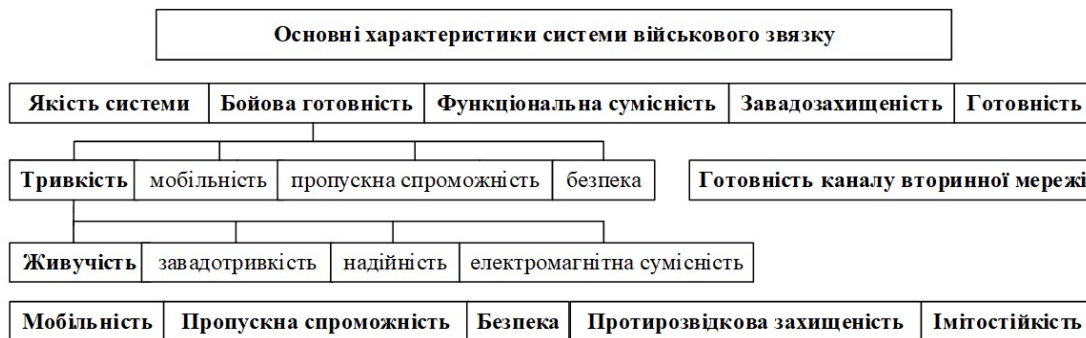 Основні характеристики системи військового звязку
Якість системи Бойова готовність Функціональна сумісність Завадозахищеність Готовність
Тривкість мобільність пропускна спроможність безпека Готовність каналу вторинної мережі
Живучість завадотривкість надійність електромагнітна сумісність
Мобільність Пропускна спроможність Безпека Протирозвідкова захищеність Імітостійкість